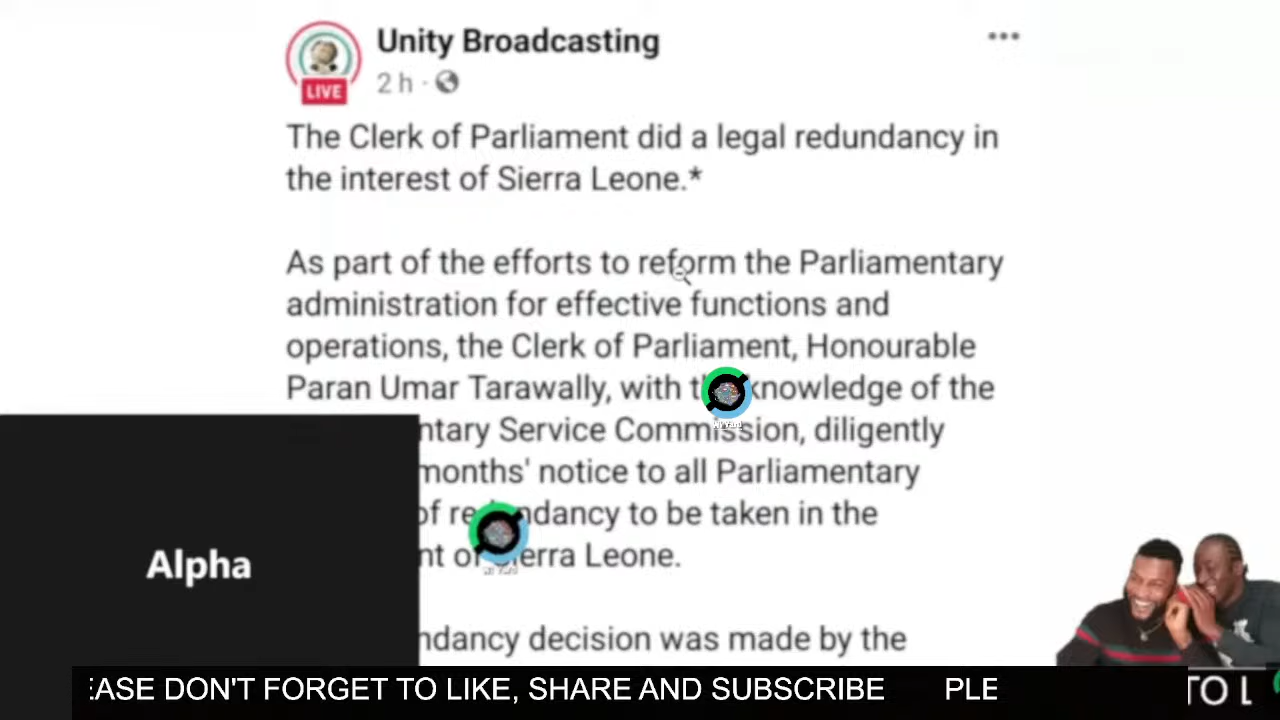 Unity Broadcasting
LIVE
2 h ·
The Clerk of Parliament did a legal redundancy in
the interest of Sierra Leone.*
As part of the efforts to reform the Parliamentary
administration for effective functions and
operations, the Clerk of Parliament, Honourable
Paran Umar Tarawally, with knowledge of the
ntary Service Commission, diligently
months' notice to all Parliamentary
of redundancy to be taken in the
nt of Sierra Leone.
ndancy decision was made by the
Alpha
EASE DON'T FORGET TO LIKE, SHARE AND SUBSCRIBE PLE
TO L